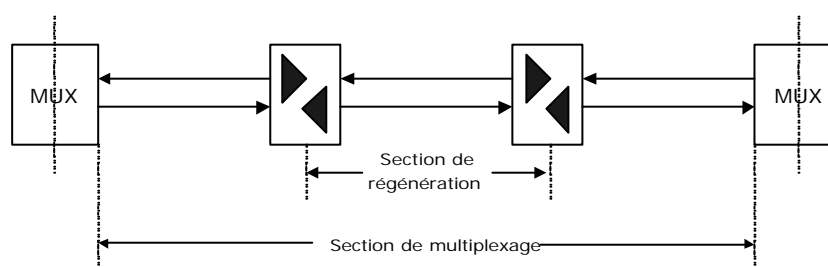 MUX
MUX
Section de
régénération
Section de multiplexage